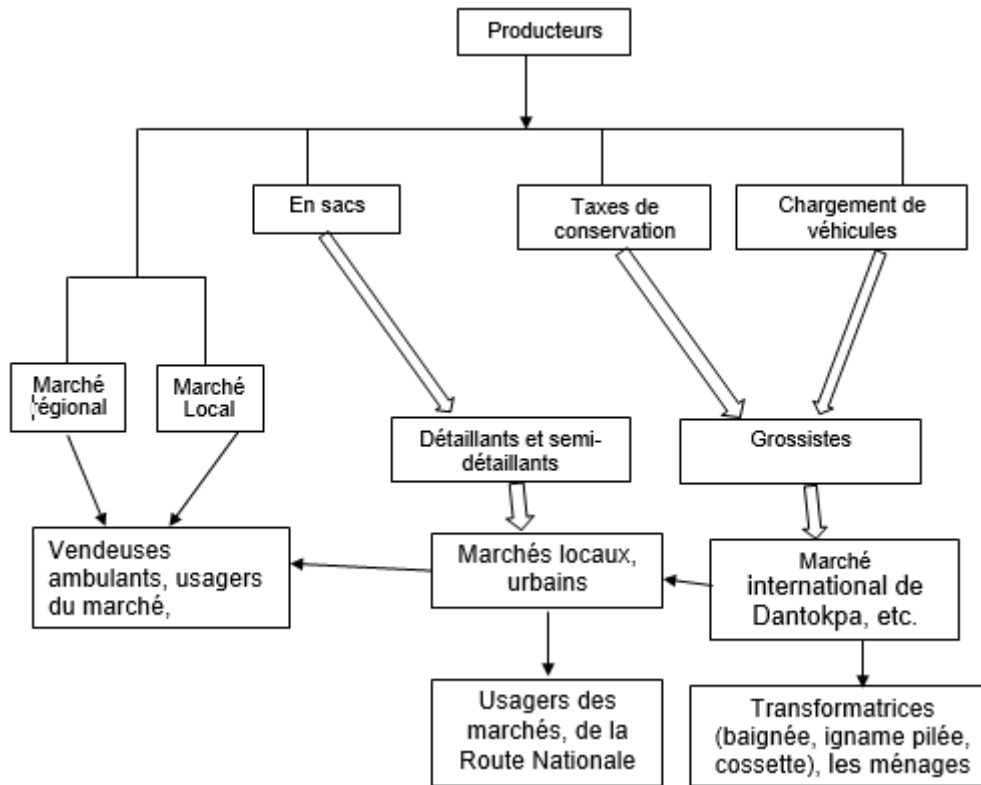 Producteurs
En sacs
Taxes de
conservation
Chargement de
véhicules
Marché
régional
Marché
Local
Détaillants et semi-
détaillants
Grossistes
Vendeuses
ambulants, usagers
du marché,
Marchés locaux,
urbains
Marché
international de
Dantokpa, etc.
Usagers des
marchés, de la
Route Nationale
Transformatrices
(baignée, igname pilée,
cossette), les ménages